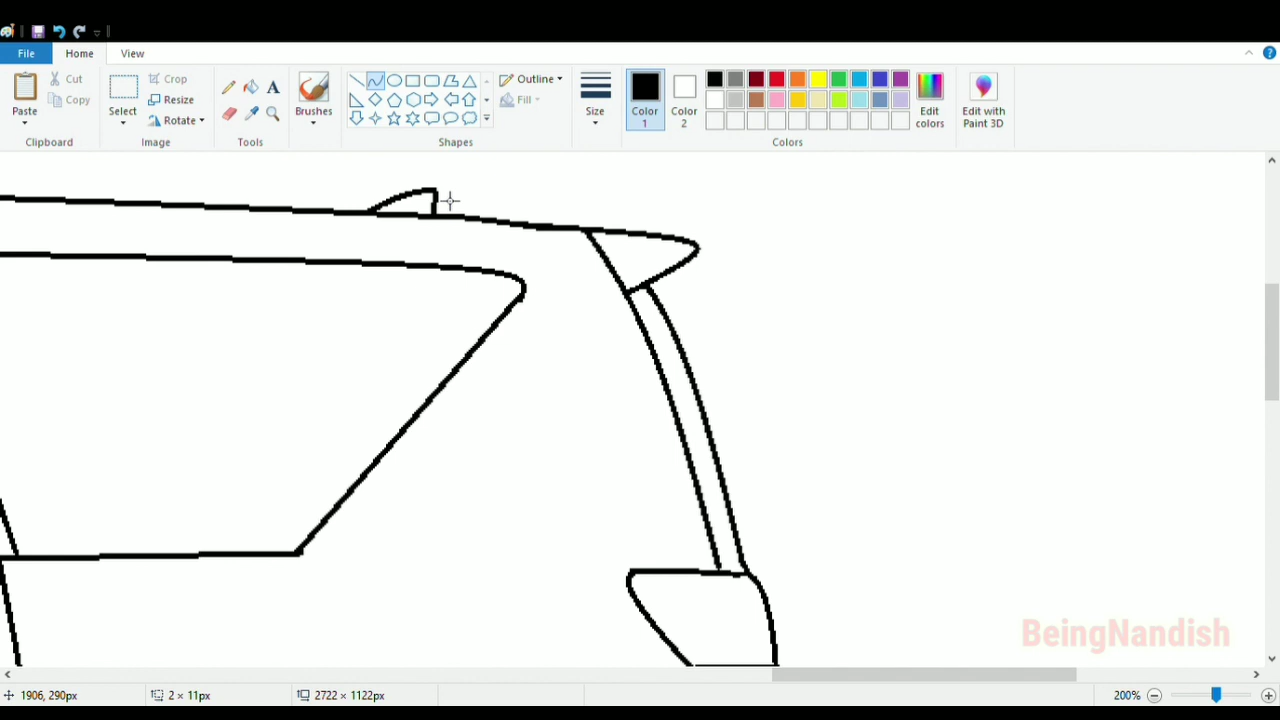 File Home View
Paste Cut Copy Select Crop Resize Rotate A Brushes Outline Fill Size Color 1 Color 2 Edit colors Edit with Paint 3D
Clipboard Image Tools Shapes Colors
BeingNandish
1906, 290px 2 × 11px 2722 × 1122px 200%